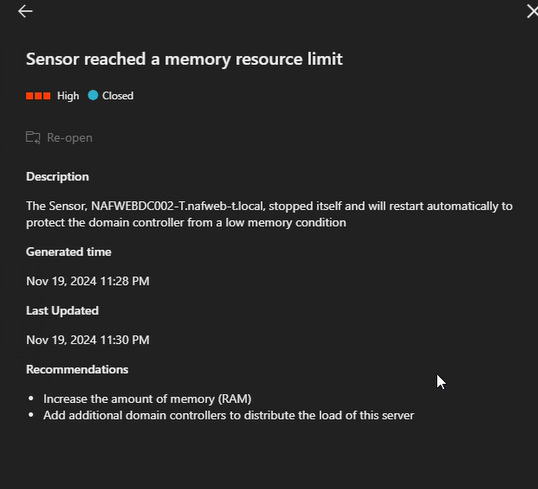 Sensor reached a memory resource limit
High Closed
Re-open
Description
The Sensor, NAFWEBDC002-T.nafweb-t.local, stopped itself and will restart automatically to
protect the domain controller from a low memory condition
Generated time
Nov 19, 2024 11:28 PM
Last Updated
Nov 19, 2024 11:30 PM
Recommendations
• Increase the amount of memory (RAM)
• Add additional domain controllers to distribute the load of this server